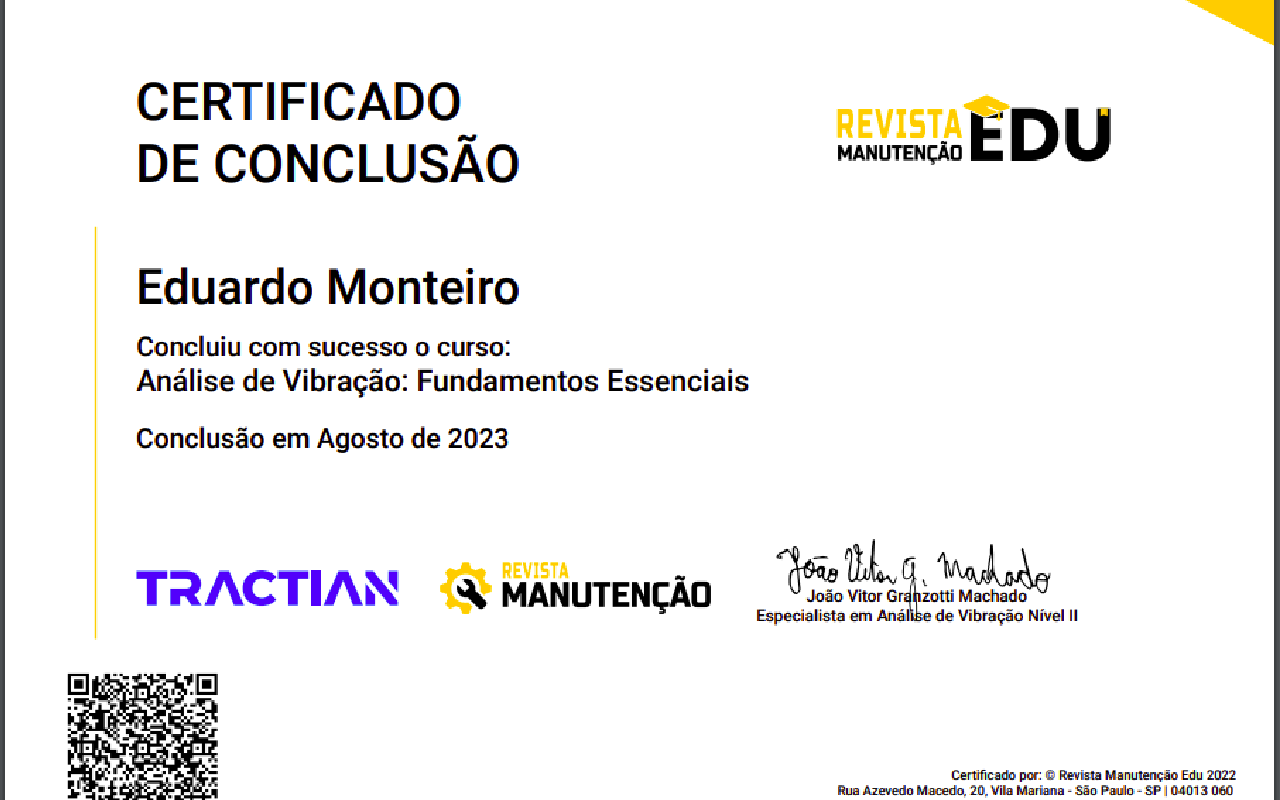 CERTIFICADO
DE CONCLUSÃO
REVISTA
MANUTENÇÃO
EDU
Eduardo Monteiro
Concluiu com sucesso o curso:
Análise de Vibração: Fundamentos Essenciais
Conclusão em Agosto de 2023
TRACTIAN
REVISTA
MANUTENÇÃO
João Vitor G. Machado
João Vitor Granzotti Machado
Especialista em Análise de Vibração Nível II
Certificado por: © Revista Manutenção Edu 2022
Rua Azevedo Macedo, 20, Vila Mariana - São Paulo - SP | 04013 060